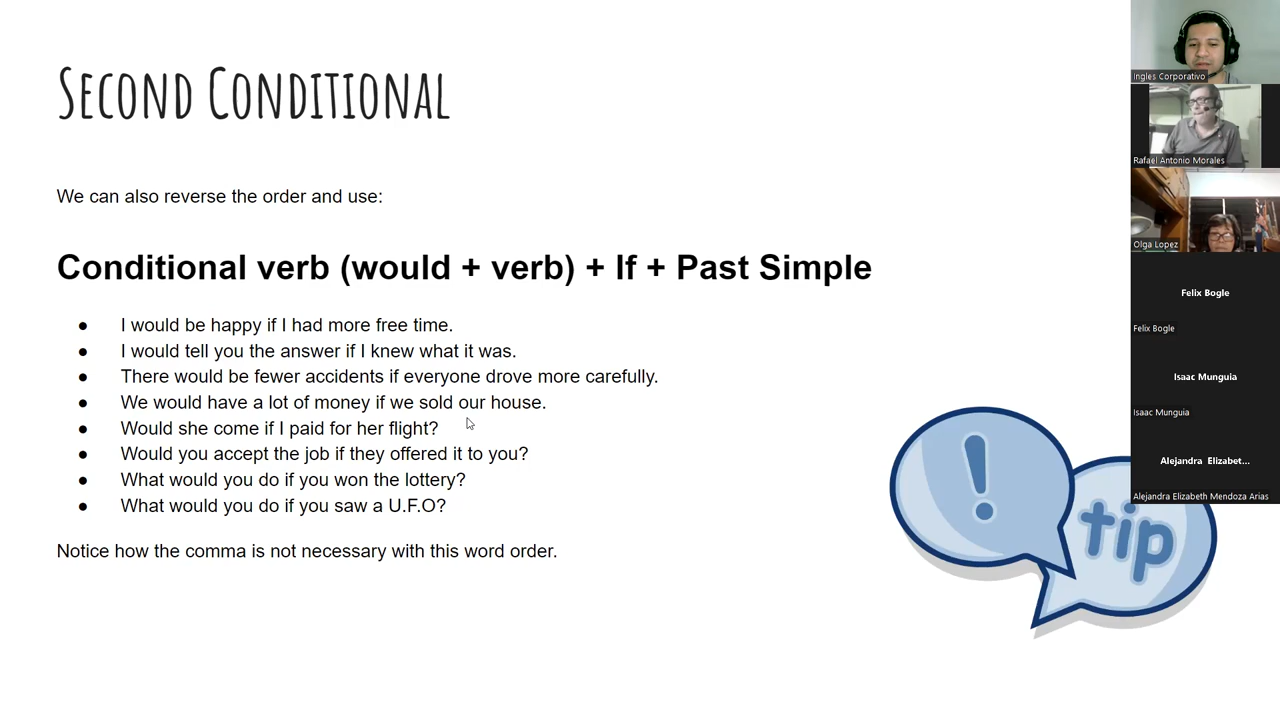 Second Conditional
We can also reverse the order and use:
Conditional verb (would + verb) + If + Past Simple
● I would be happy if I had more free time.
● I would tell you the answer if I knew what it was.
● There would be fewer accidents if everyone drove more carefully.
● We would have a lot of money if we sold our house.
● Would she come if I paid for her flight?
● Would you accept the job if they offered it to you?
● What would you do if you won the lottery?
● What would you do if you saw a U.F.O?
Notice how the comma is not necessary with this word order.
!
tip
Ingles Corporativo
Rafael Antonio Morales
Olga Lopez
Felix Bogle
Felix Bogle
Isaac Munguia
Isaac Munguia
Alejandra Elizabet...
Alejandra Elizabeth Mendoza Arias